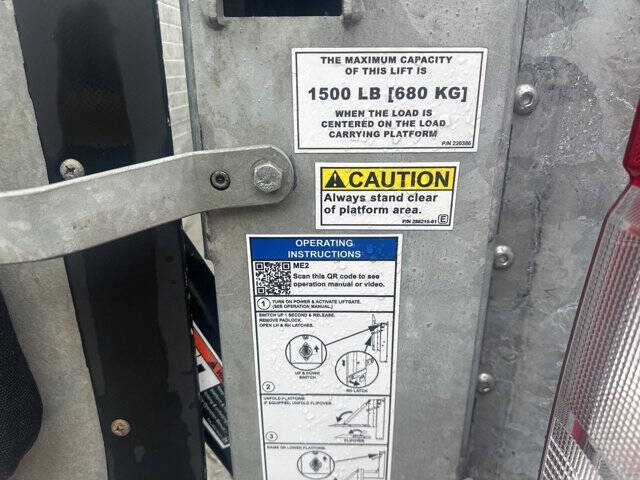 THE MAXIMUM CAPACITY
OF THIS LIFT IS
1500 LB [680 KG]
WHEN THE LOAD IS
CENTERED ON THE LOAD
CARRYING PLATFORM
P/N 220386
CAUTION
Always stand clear
of platform area.
P/N 288210-01 E
OPERATING
INSTRUCTIONS
ME2
Scan this QR code to see
operation manual or video.
1 TURN ON POWER & ACTIVATE LIFTGATE.
(SEE OPERATION MANUAL.)
SWITCH UP 1 SECOND & RELEASE.
REMOVE PADLOCK.
OPEN LH & RH LATCHES.
UP & DOWN
SWITCH
RH LATCH
2
UNFOLD PLATFORM.
IF EQUIPPED, UNFOLD FLIPOVER.
FLIPOVER
3
RAISE OR LOWER PLATFORM.